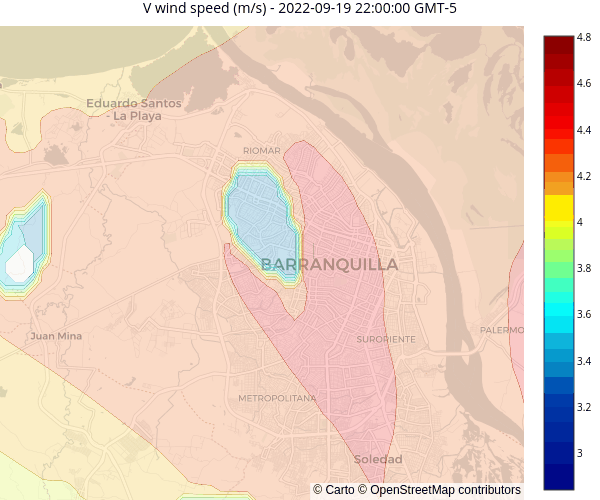 V wind speed (m/s) - 2022-09-19 22:00:00 GMT-5
4.8
4.6
4.4
4.2
4
3.8
3.6
3.4
3.2
3
Eduardo Santos
- La Playa
RIOMAR
BARRANQUILLA
Juan Mina
SURORIENTE
PALERMO
METROPOLITANA
Soledad
© Carto © OpenStreetMap contributors